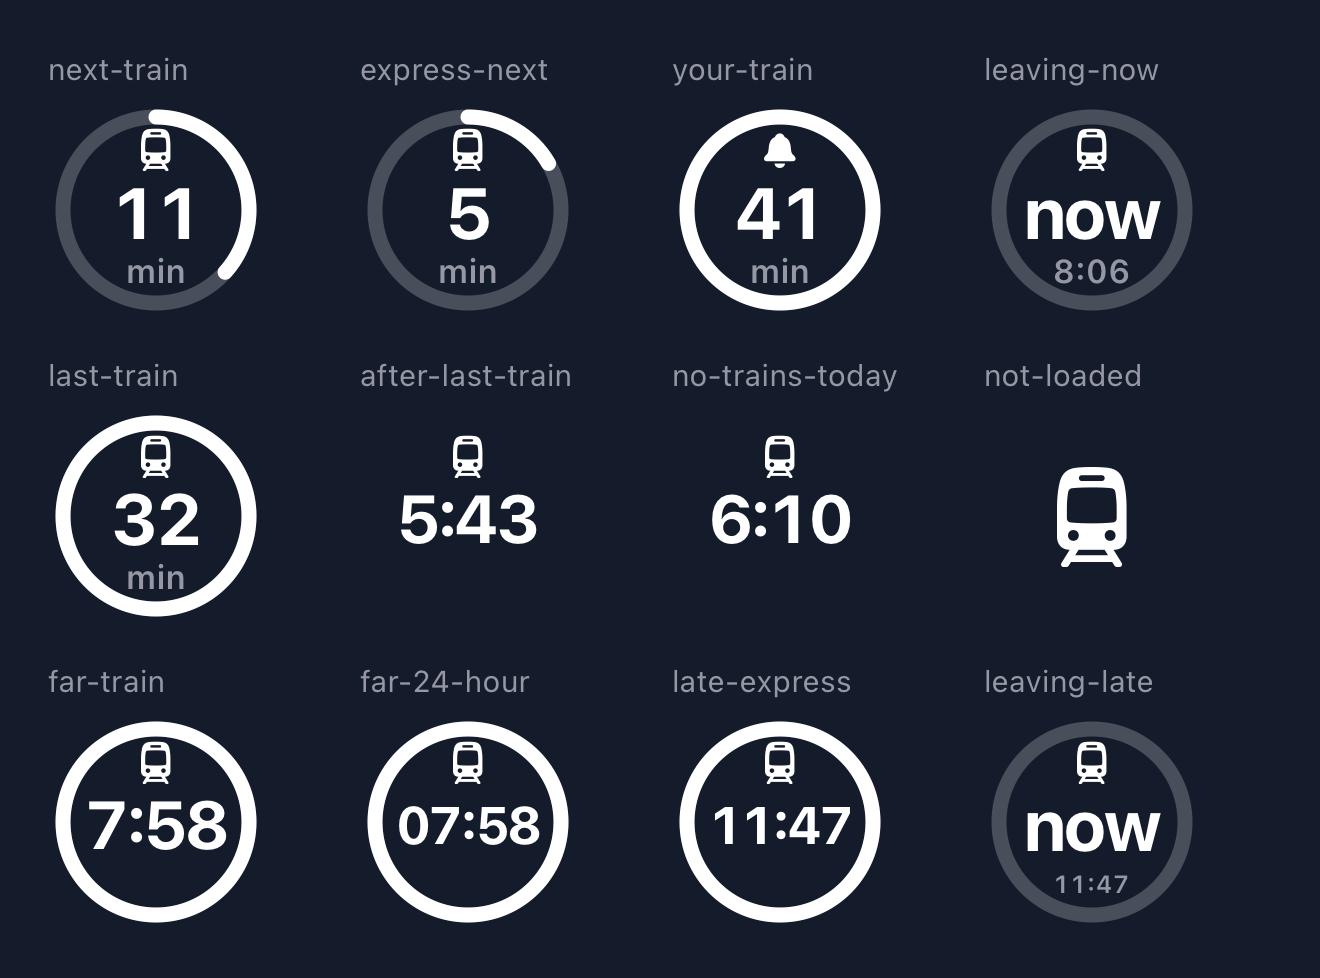 next-train
express-next
your-train
leaving-now
11
min
5
min
41
min
now
8:06
last-train
after-last-train
no-trains-today
not-loaded
32
min
5:43
6:10
far-train
far-24-hour
late-express
leaving-late
7:58
07:58
11:47
now
11:47